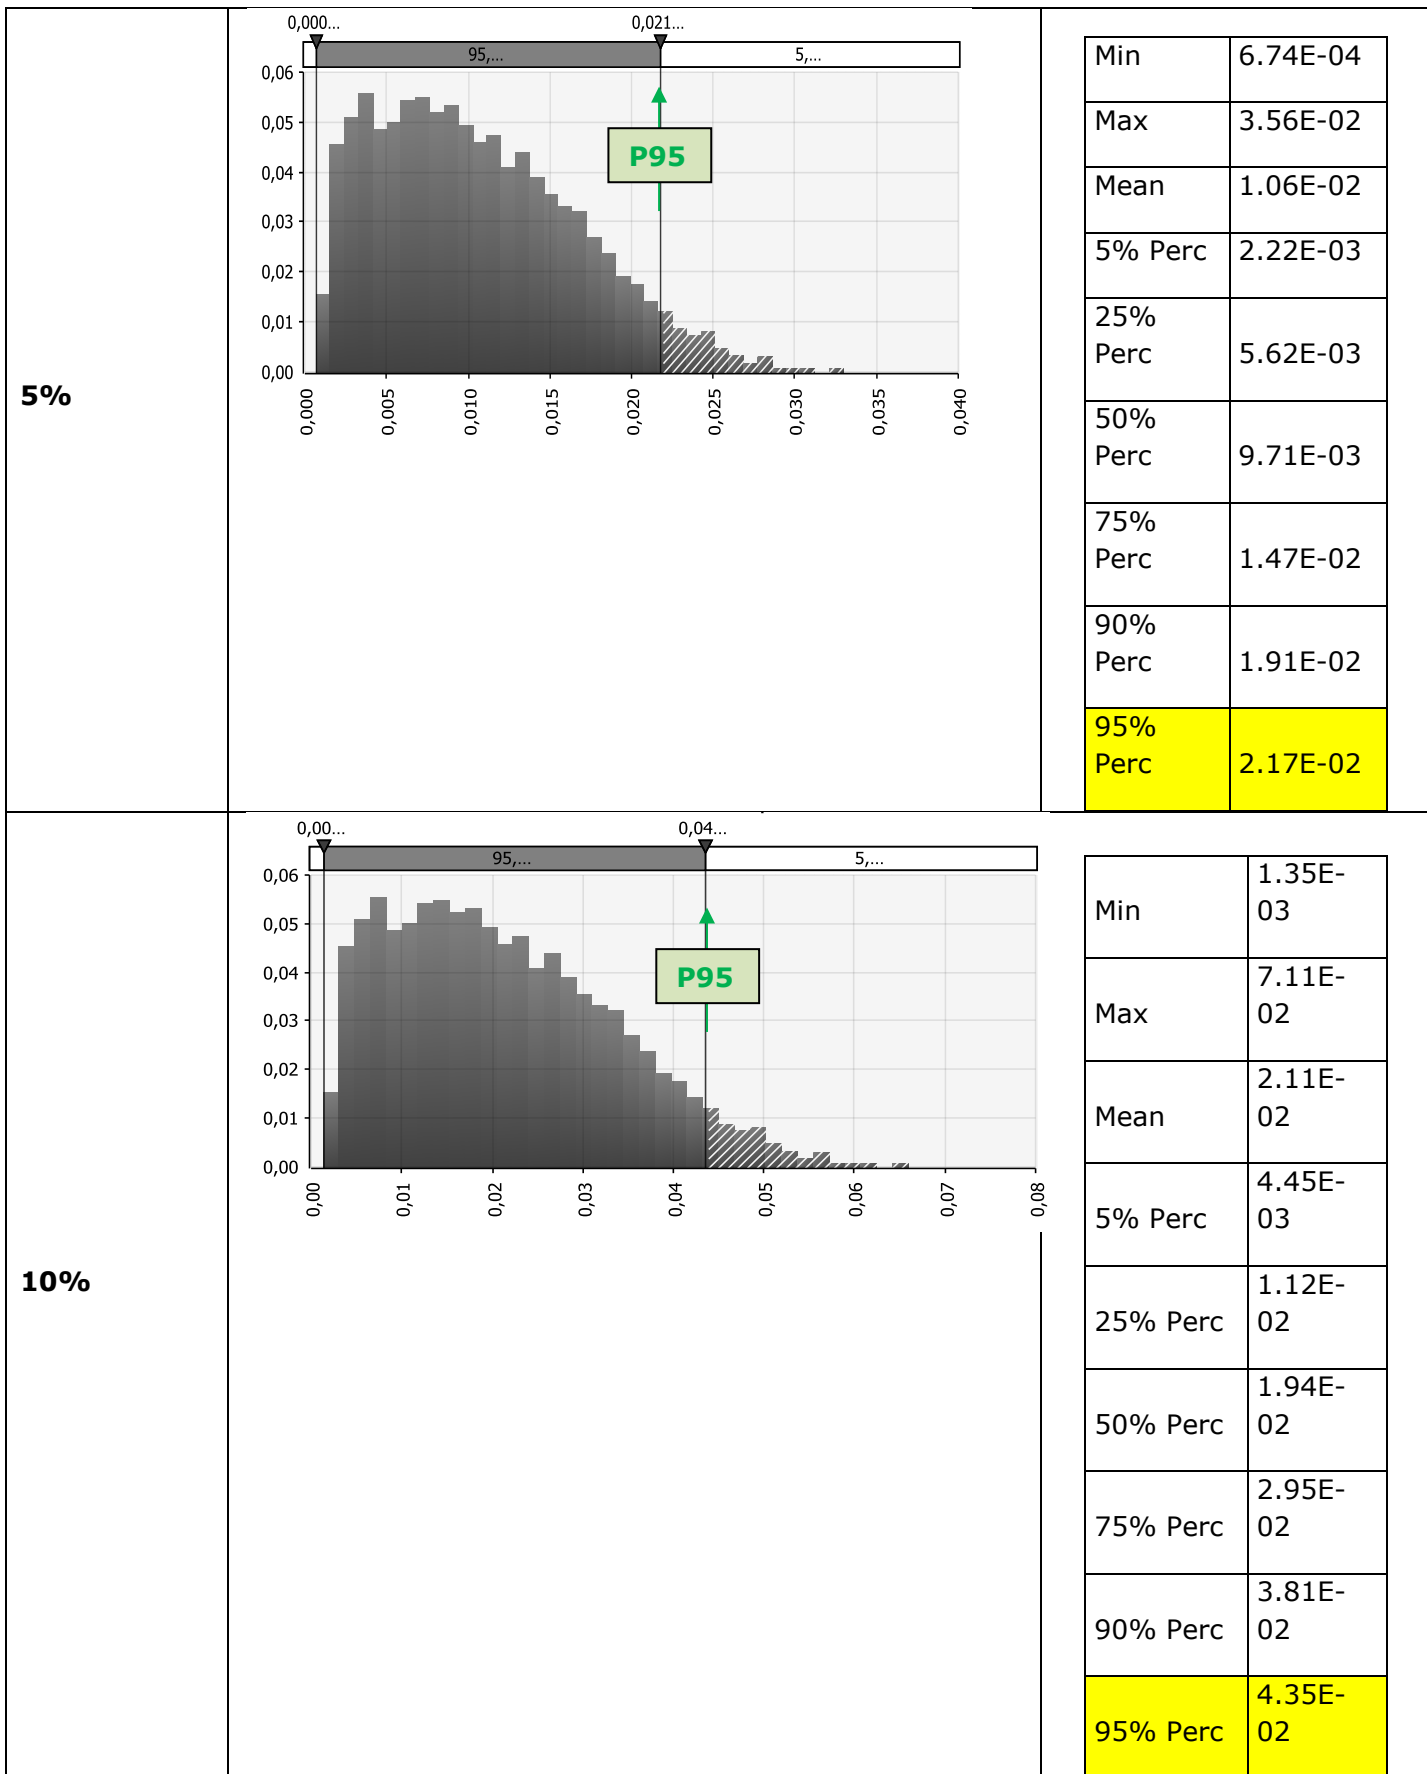 5%
0,000... 0,021...
95,... 5,...
0,06
0,05
0,04
0,03
0,02
0,01
0,00
P95
0,000 0,005 0,010 0,015 0,020 0,025 0,030 0,035 0,040
Min 6.74E-04
Max 3.56E-02
Mean 1.06E-02
5% Perc 2.22E-03
25%
Perc 5.62E-03
50%
Perc 9.71E-03
75%
Perc 1.47E-02
90%
Perc 1.91E-02
95%
Perc 2.17E-02
10%
0,00... 0,04...
95,... 5,...
0,06
0,05
0,04
0,03
0,02
0,01
0,00
P95
0,00 0,01 0,02 0,03 0,04 0,05 0,06 0,07 0,08
1.35E-
Min 03
7.11E-
Max 02
2.11E-
Mean 02
4.45E-
5% Perc 03
1.12E-
25% Perc 02
1.94E-
50% Perc 02
2.95E-
75% Perc 02
3.81E-
90% Perc 02
4.35E-
95% Perc 02